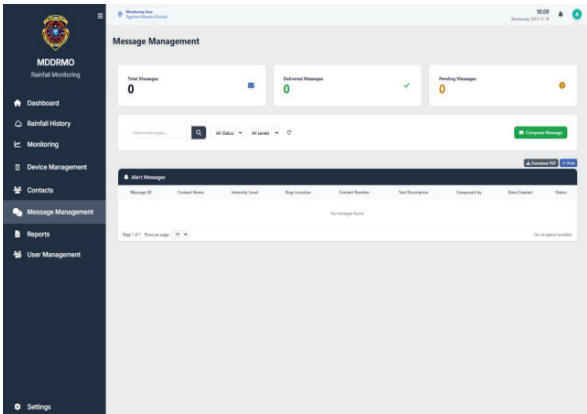 MDDRMO
Rainfall Monitoring
Dashboard
Rainfall History
Monitoring
Device Management
Contacts
Message Management
Reports
User Management
Settings
Monitoring Area
10:09
Message Management
Total Messages
0
Delivered Messages
0
Pending Messages
0
Search messages...
All Status
All Levels
Compose Message
Download PDF
Print
Alert Messages
Message ID Contact Name Intensity Level Brgy Location Contact Number Text Description Composed by Date Created Status
No messages found.
Page 1 of 1 Rows per page: 15
No navigation available